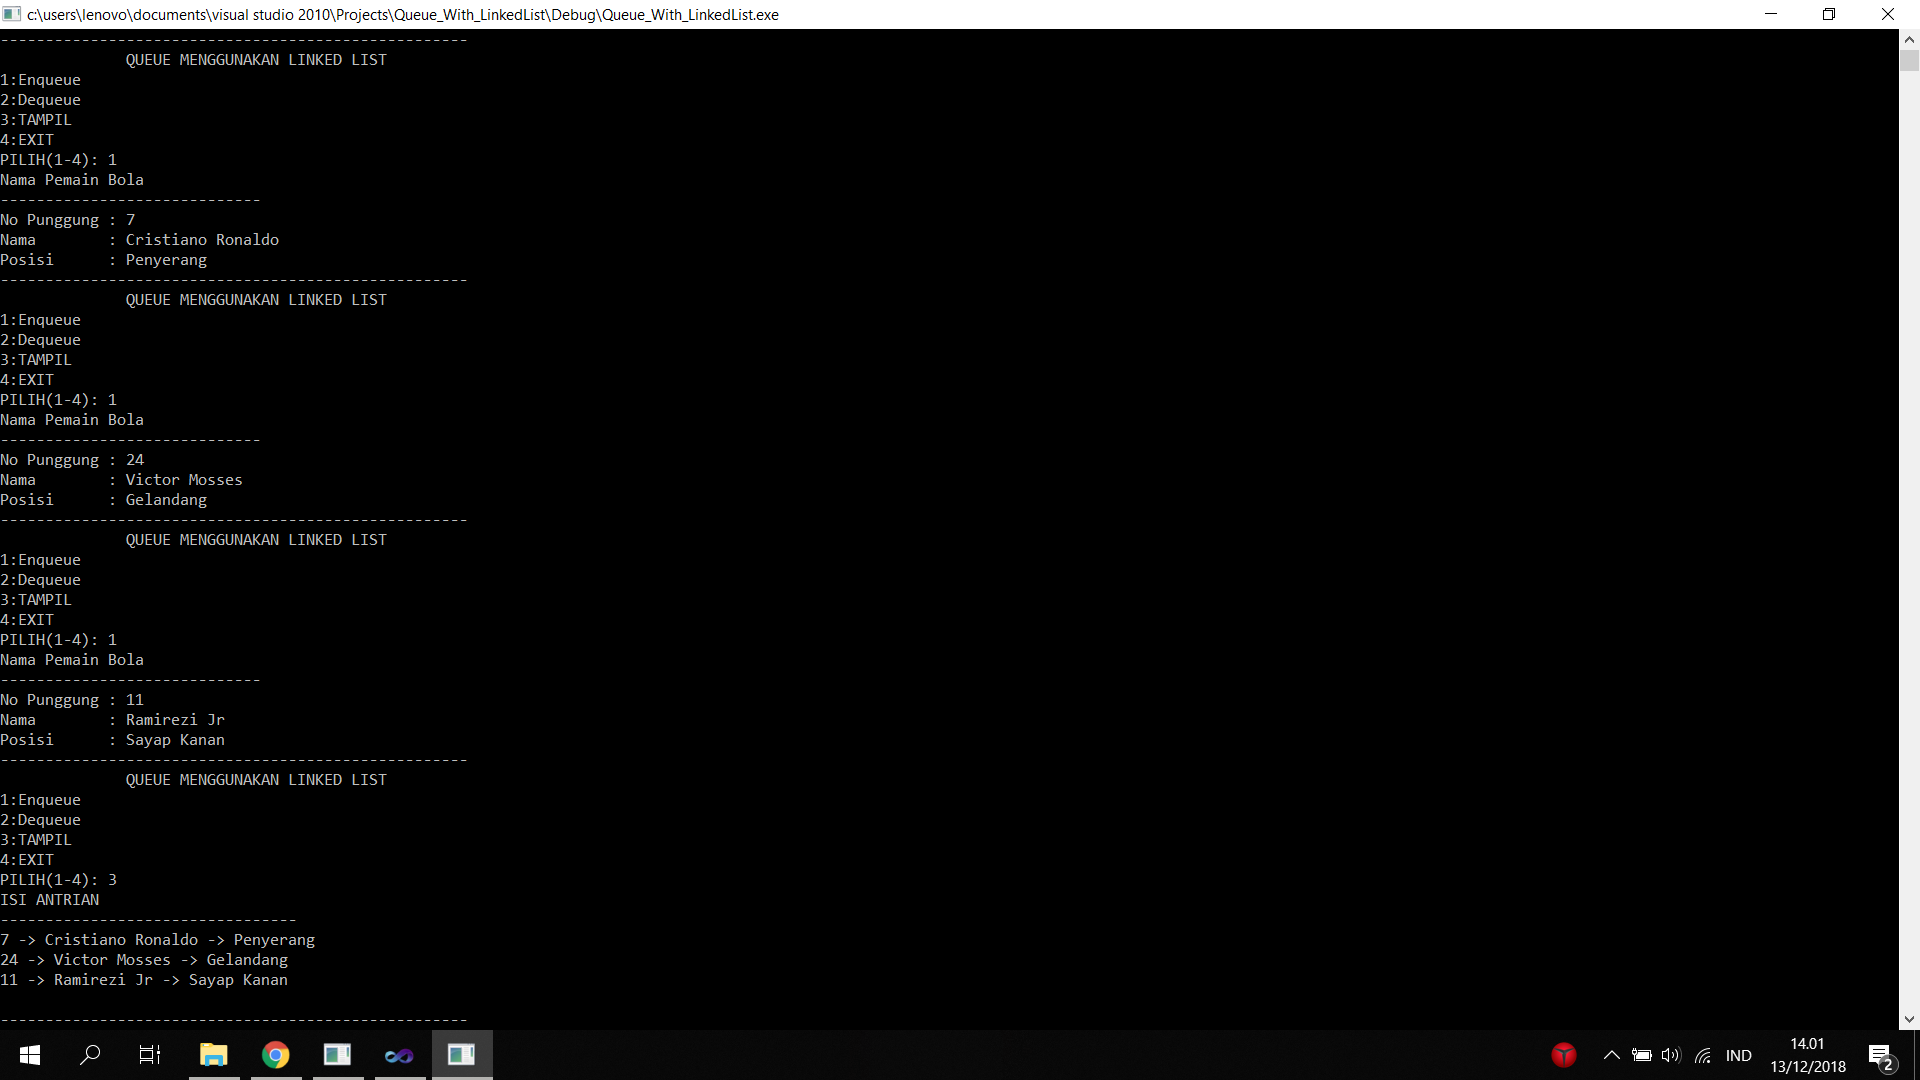 c:\users\lenovo\documents\visual studio 2010\Projects\Queue_With_LinkedList\Debug\Queue_With_LinkedList.exe
----------------------------------------------------
              QUEUE MENGGUNAKAN LINKED LIST
1:Enqueue
2:Dequeue
3:TAMPIL
4:EXIT
PILIH(1-4): 1
Nama Pemain Bola
-----------------------------
No Punggung : 7
Nama        : Cristiano Ronaldo
Posisi      : Penyerang
----------------------------------------------------
              QUEUE MENGGUNAKAN LINKED LIST
1:Enqueue
2:Dequeue
3:TAMPIL
4:EXIT
PILIH(1-4): 1
Nama Pemain Bola
-----------------------------
No Punggung : 24
Nama        : Victor Mosses
Posisi      : Gelandang
----------------------------------------------------
              QUEUE MENGGUNAKAN LINKED LIST
1:Enqueue
2:Dequeue
3:TAMPIL
4:EXIT
PILIH(1-4): 1
Nama Pemain Bola
-----------------------------
No Punggung : 11
Nama        : Ramirezi Jr
Posisi      : Sayap Kanan
----------------------------------------------------
              QUEUE MENGGUNAKAN LINKED LIST
1:Enqueue
2:Dequeue
3:TAMPIL
4:EXIT
PILIH(1-4): 3
ISI ANTRIAN
---------------------------------
7 -> Cristiano Ronaldo -> Penyerang
24 -> Victor Mosses -> Gelandang
11 -> Ramirezi Jr -> Sayap Kanan

----------------------------------------------------
IND
14.01
13/12/2018
2